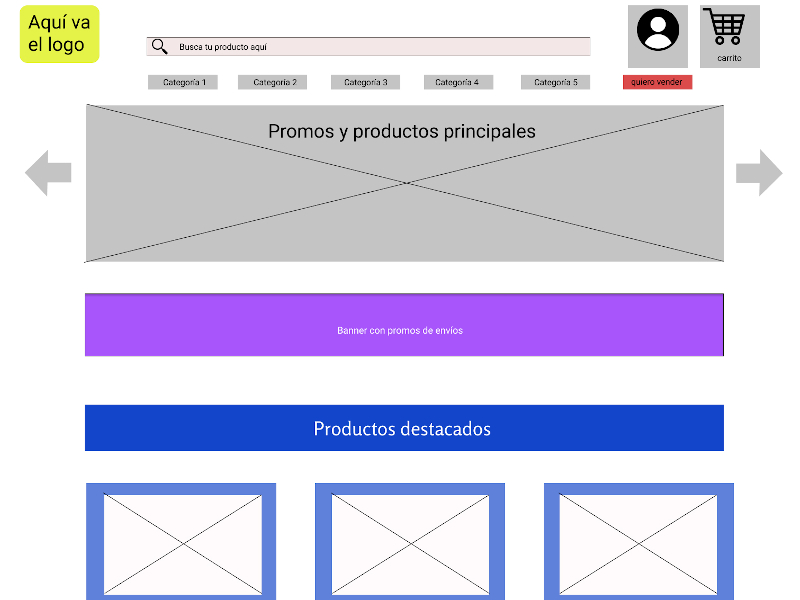 Aquí va
el logo
Busca tu producto aquí
carrito
Categoría 1
Categoría 2
Categoría 3
Categoría 4
Categoría 5
quiero vender
Promos y productos principales
Banner con promos de envíos
Productos destacados